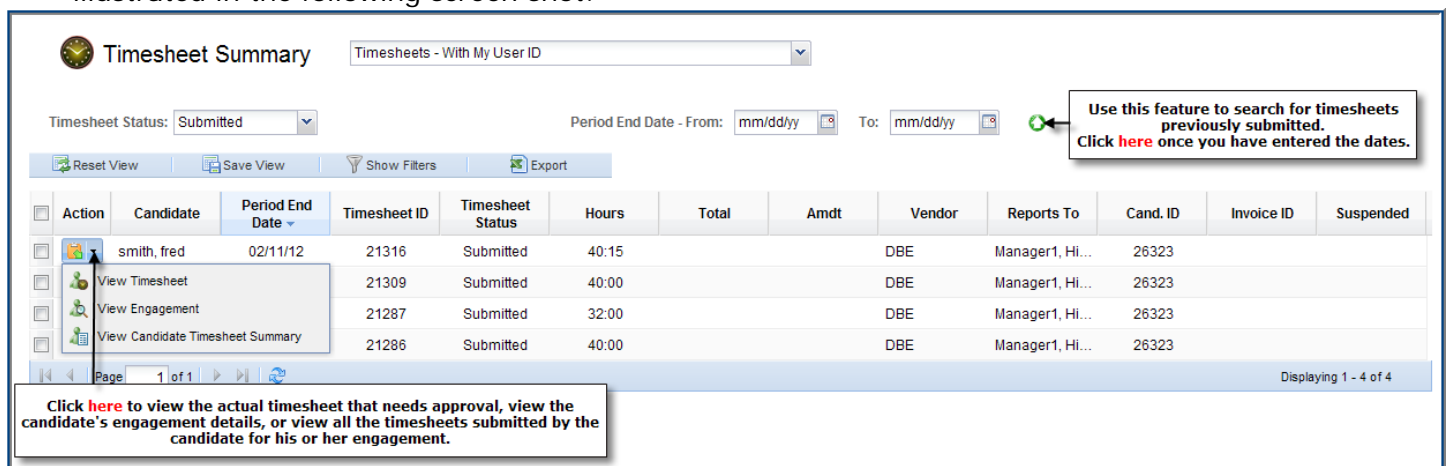 illustrated in the following screen shot:
Timesheet Summary Timesheets - With My User ID
Timesheet Status: Submitted Period End Date - From: mm/dd/yy To: mm/dd/yy
Use this feature to search for timesheets
previously submitted.
Click here once you have entered the dates.
Reset View Save View Show Filters Export
Action Candidate Period End Date Timesheet ID Timesheet Status Hours Total Amdt Vendor Reports To Cand. ID Invoice ID Suspended
smith, fred 02/11/12 21316 Submitted 40:15 DBE Manager1, Hi... 26323
View Timesheet 21309 Submitted 40:00 DBE Manager1, Hi... 26323
View Engagement 21287 Submitted 32:00 DBE Manager1, Hi... 26323
View Candidate Timesheet Summary 21286 Submitted 40:00 DBE Manager1, Hi... 26323
Page 1 of 1 Displaying 1 - 4 of 4
Click here to view the actual timesheet that needs approval, view the
candidate's engagement details, or view all the timesheets submitted by the
candidate for his or her engagement.